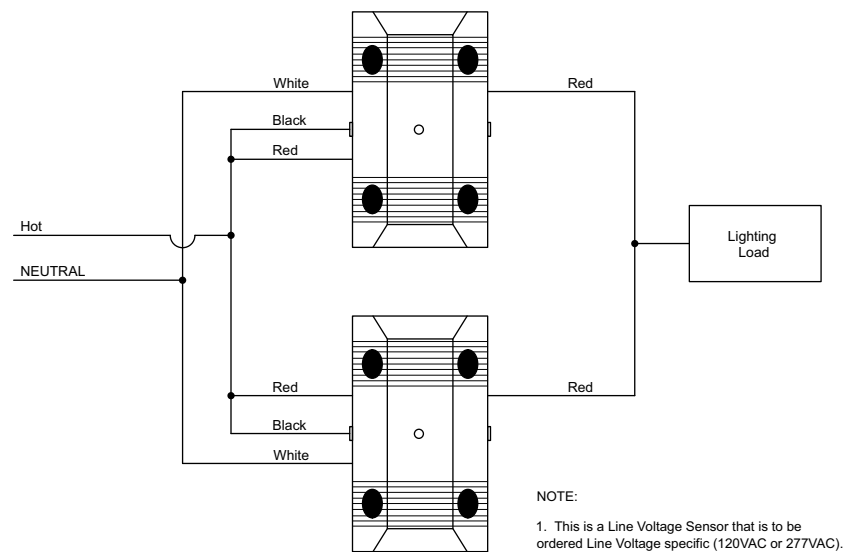 White
Red
Black
Red
Hot
Lighting
Load
NEUTRAL
Red
Red
Black
White
NOTE:
1. This is a Line Voltage Sensor that is to be
ordered Line Voltage specific (120VAC or 277VAC).